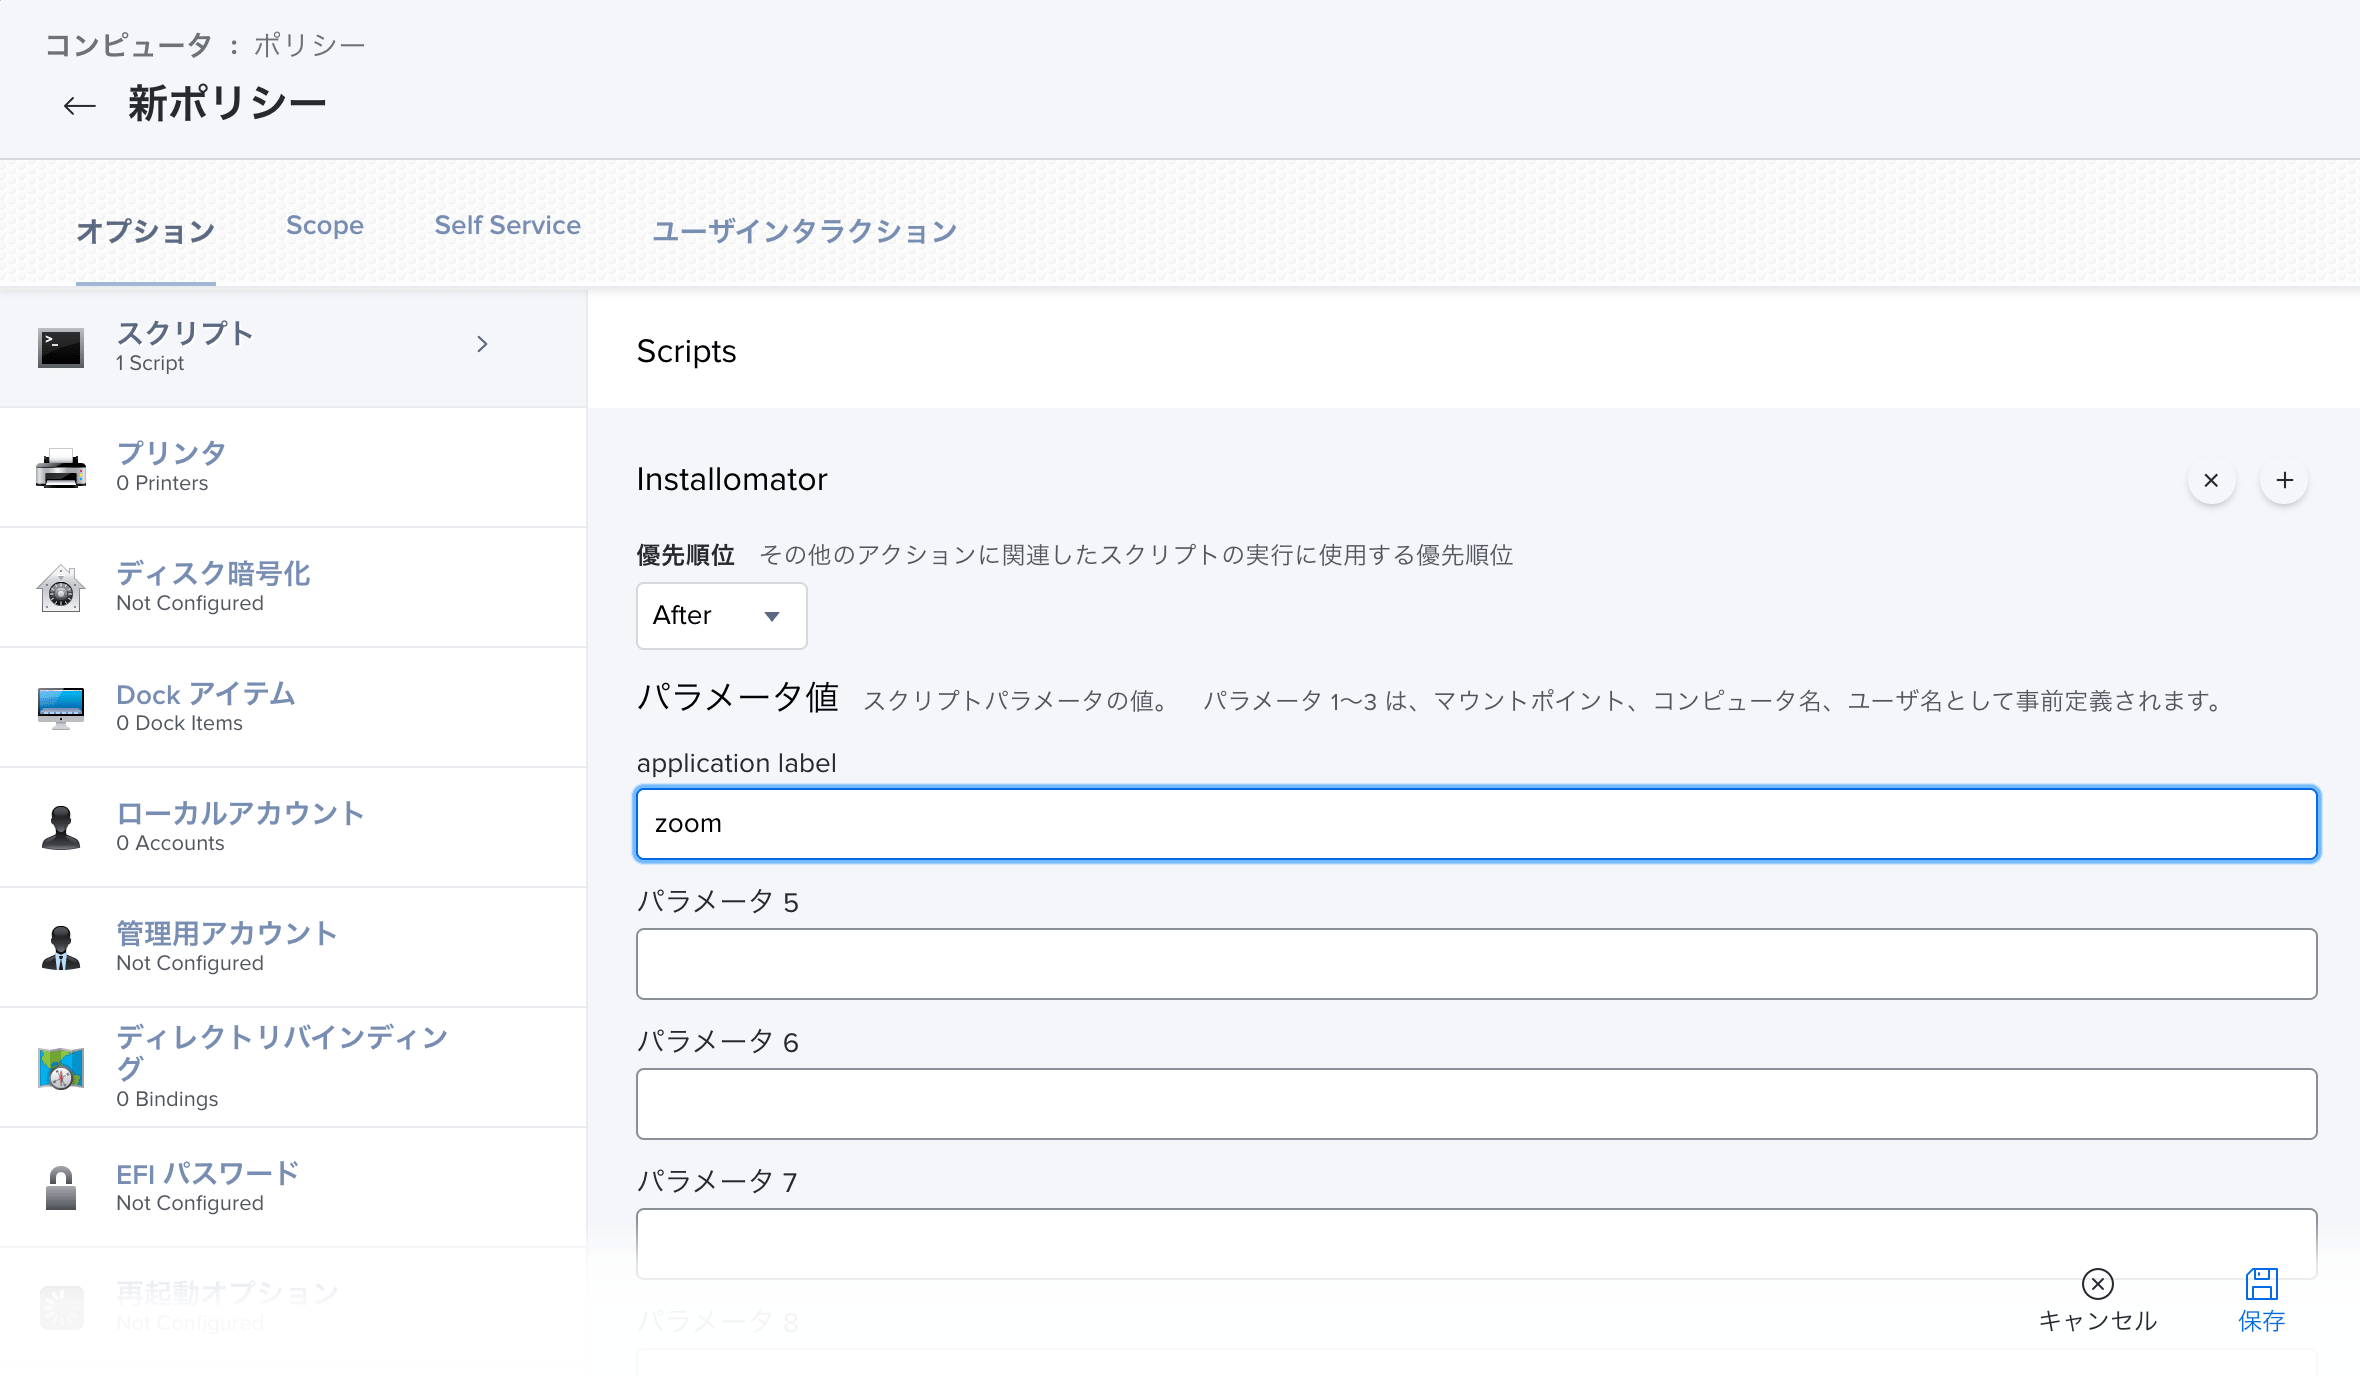 コンピュータ : ポリシー
← 新ポリシー
オプション Scope Self Service ユーザインタラクション
スクリプト
1 Script
プリンタ
0 Printers
ディスク暗号化
Not Configured
Dock アイテム
0 Dock Items
ローカルアカウント
0 Accounts
管理用アカウント
Not Configured
ディレクトリバインディン
グ
0 Bindings
EFI パスワード
Not Configured
再起動オプション
Not Configured
Scripts
Installomator
優先順位 その他のアクションに関連したスクリプトの実行に使用する優先順位
After
パラメータ値 スクリプトパラメータの値。 パラメータ 1〜3 は、マウントポイント、コンピュータ名、ユーザ名として事前定義されます。
application label
zoom
パラメータ 5
パラメータ 6
パラメータ 7
パラメータ 8
キャンセル 保存